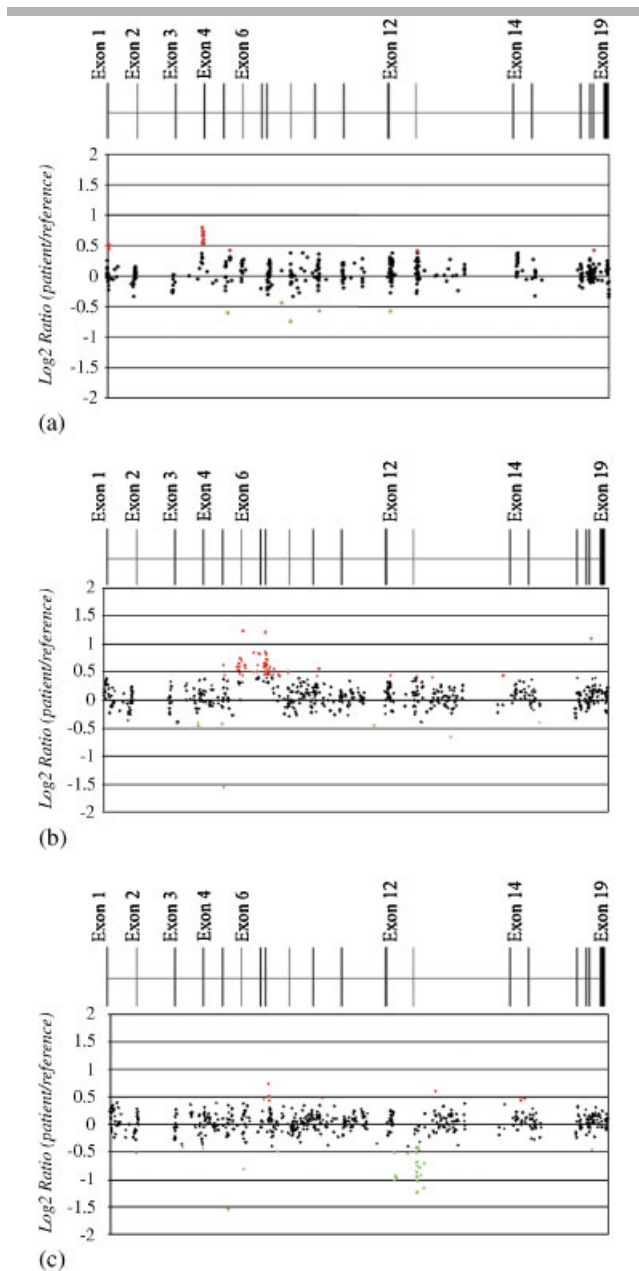 Exon 1
Exon 2
Exon 3
Exon 4
Exon 6
Exon 12
Exon 14
Exon 19
Log2 Ratio (patient/reference)
2
1.5
1
0.5
0
-0.5
-1
-1.5
-2
(a)
Exon 1
Exon 2
Exon 3
Exon 4
Exon 6
Exon 12
Exon 14
Exon 19
Log2 Ratio (patient/reference)
2
1.5
1
0.5
0
-0.5
-1
-1.5
-2
(b)
Exon 1
Exon 2
Exon 3
Exon 4
Exon 6
Exon 12
Exon 14
Exon 19
Log2 Ratio (patient/reference)
2
1.5
1
0.5
0
-0.5
-1
-1.5
-2
(c)